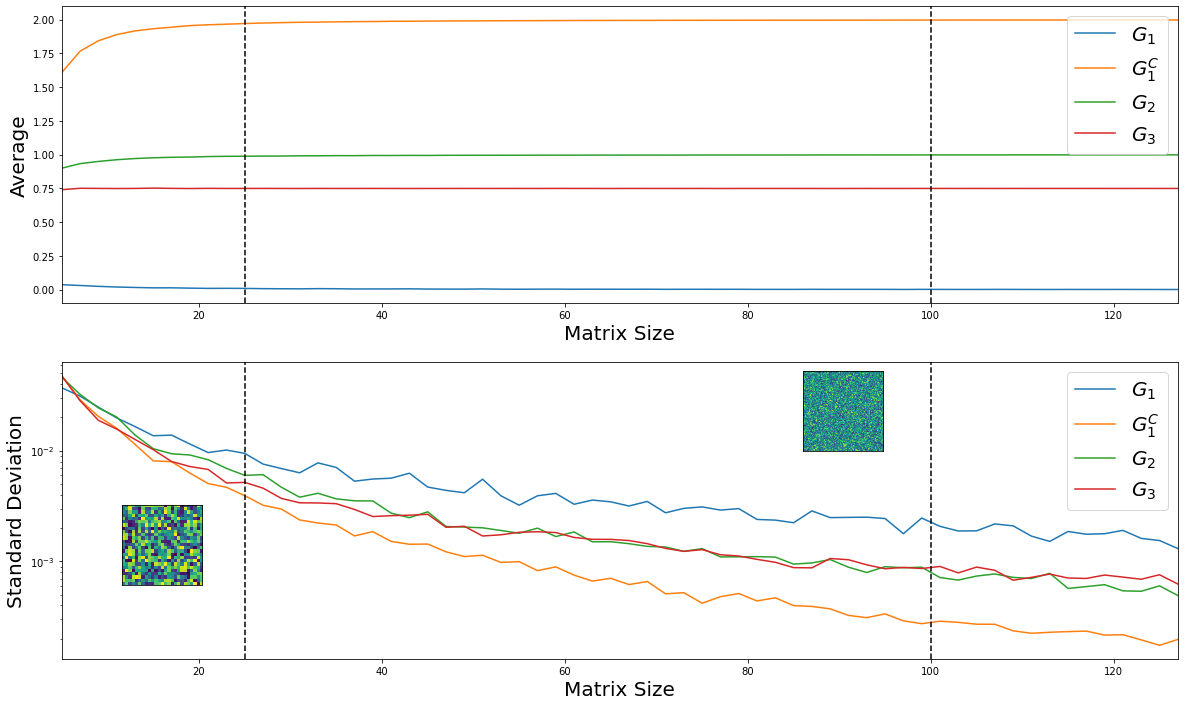 2.00
1.75
1.50
1.25
1.00
0.75
0.50
0.25
0.00
Average
20 40 60 80 100 120
Matrix Size
G₁
G₁ᶜ
G₂
G₃
10⁻²
10⁻³
Standard Deviation
20 40 60 80 100 120
Matrix Size
G₁
G₁ᶜ
G₂
G₃